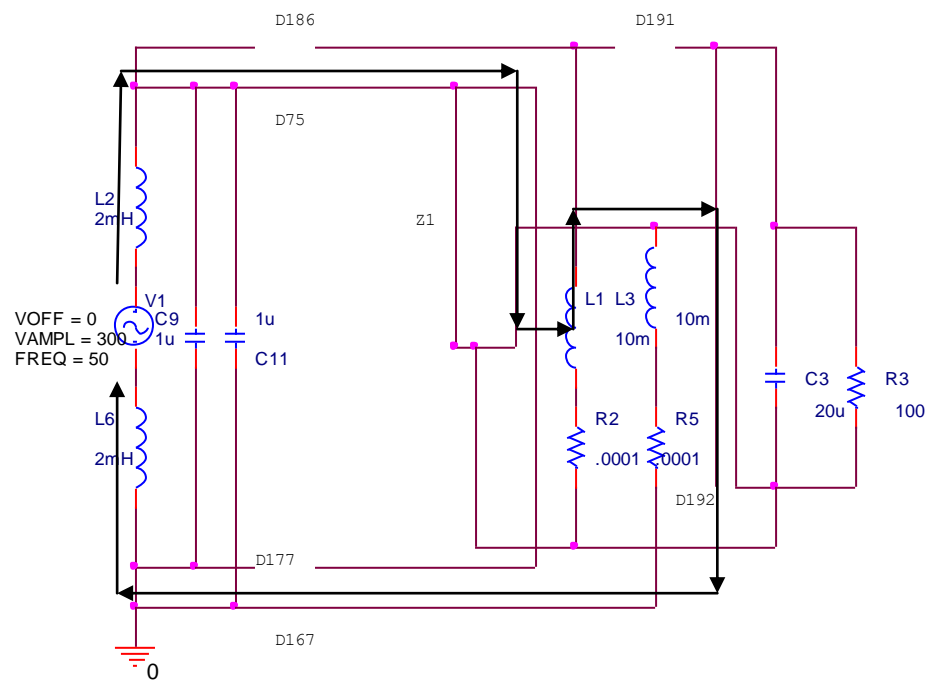 D186
D191
D75
L2
2mH
Z1
V1
VOFF = 0
VAMPL = 300
FREQ = 50
C9
1u
1u
C11
L1
L3
10m
10m
C3
20u
R3
100
L6
2mH
R2
.0001
R5
.0001
D192
D177
D167
0